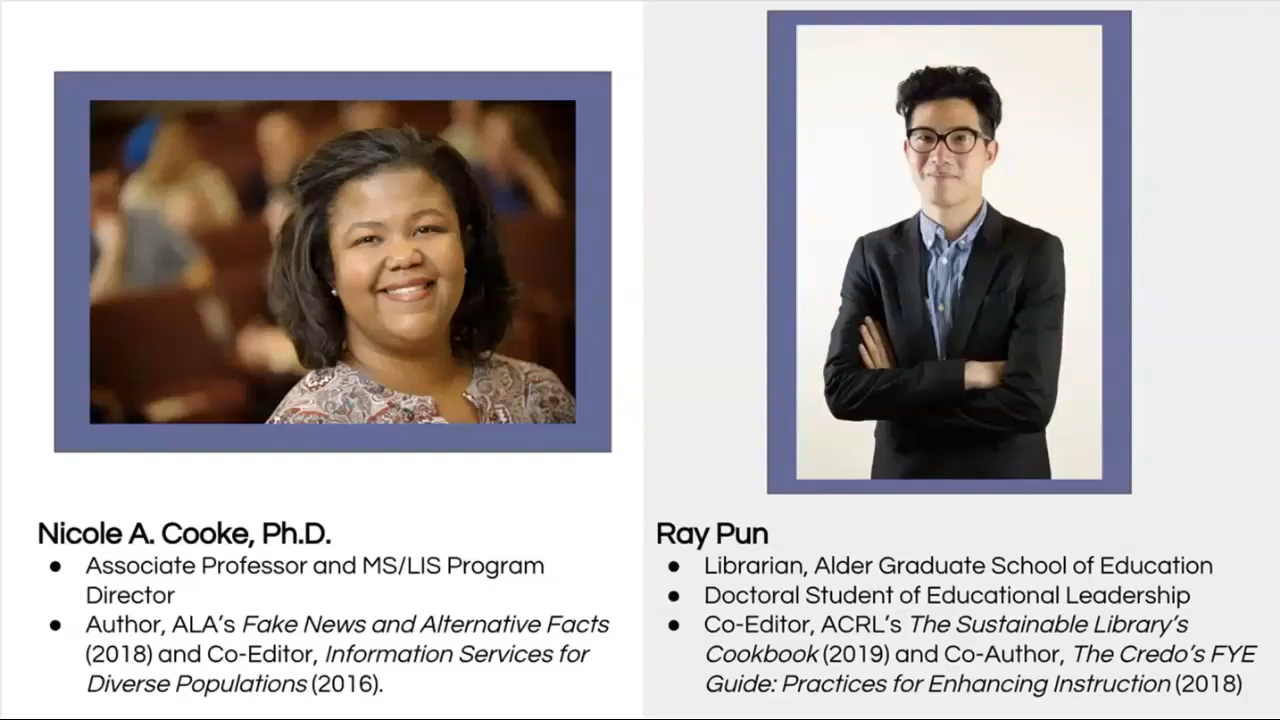 Nicole A. Cooke, Ph.D.
● Associate Professor and MS/LIS Program
Director
● Author, ALA's Fake News and Alternative Facts
(2018) and Co-Editor, Information Services for
Diverse Populations (2016).
Ray Pun
● Librarian, Alder Graduate School of Education
● Doctoral Student of Educational Leadership
● Co-Editor, ACRL's The Sustainable Library's
Cookbook (2019) and Co-Author, The Credo's FYE
Guide: Practices for Enhancing Instruction (2018)